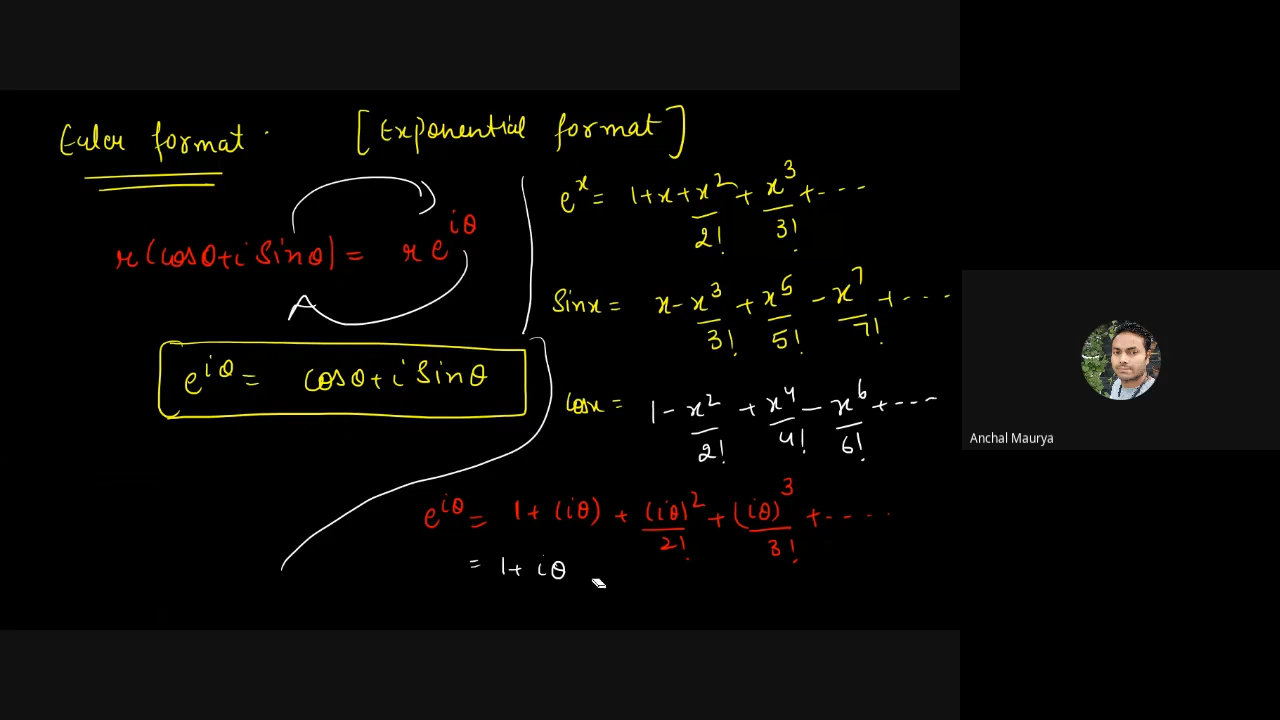 Euler format. [Exponential format]
r(cosθ+i Sinθ) = re^{iθ}
e^{iθ} = cosθ+i Sinθ
e^x = 1+x+x^2/2! + x^3/3! +---
Sinx = x - x^3/3! + x^5/5! - x^7/7! +----
Cosx = 1 - x^2/2! + x^4/4! - x^6/6! +---
e^{iθ} = 1 + (iθ) + (iθ)^2/2! + (iθ)^3/3! +-----
= 1+ iθ
Anchal Maurya